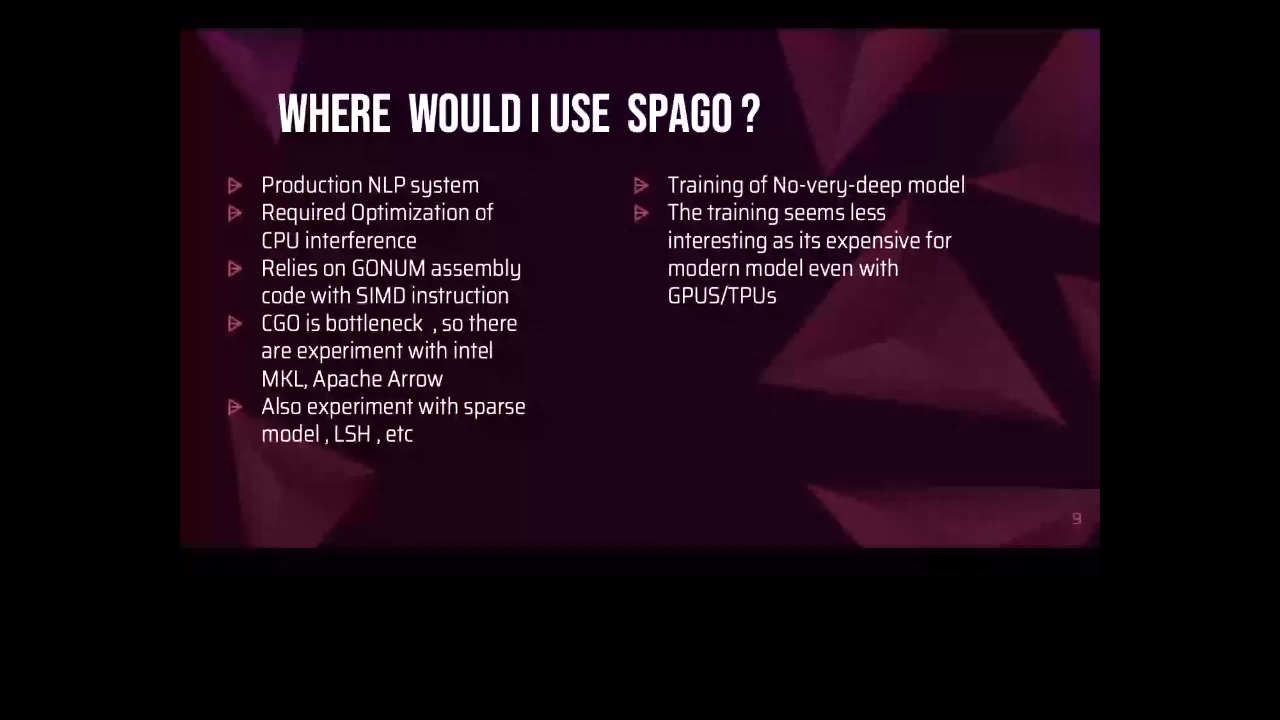 WHERE WOULD I USE SPAGO ?
Production NLP system
Required Optimization of
CPU interference
Relies on GONUM assembly
code with SIMD instruction
CGO is bottleneck , so there
are experiment with intel
MKL, Apache Arrow
Also experiment with sparse
model , LSH , etc
Training of No-very-deep model
The training seems less
interesting as its expensive for
modern model even with
GPUS/TPUs
9